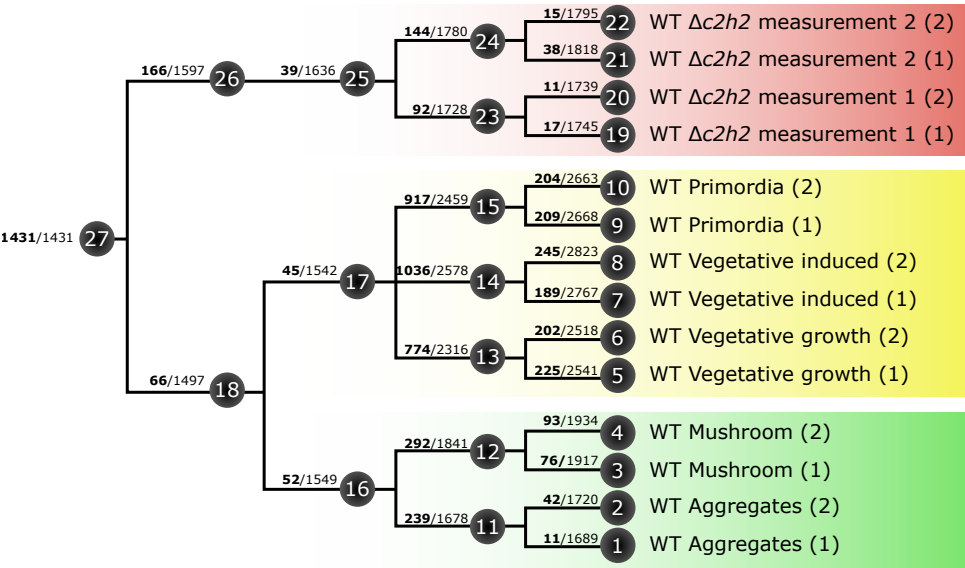 15/1795 22 WT Δc2h2 measurement 2 (2)
144/1780 24
38/1818 21 WT Δc2h2 measurement 2 (1)
166/1597 26 39/1636 25
11/1739 20 WT Δc2h2 measurement 1 (2)
92/1728 23
17/1745 19 WT Δc2h2 measurement 1 (1)
204/2663 10 WT Primordia (2)
917/2459 15
209/2668 9 WT Primordia (1)
1431/1431 27
245/2823 8 WT Vegetative induced (2)
45/1542 17 1036/2578 14
189/2767 7 WT Vegetative induced (1)
202/2518 6 WT Vegetative growth (2)
774/2316 13
225/2541 5 WT Vegetative growth (1)
66/1497 18
93/1934 4 WT Mushroom (2)
292/1841 12
76/1917 3 WT Mushroom (1)
52/1549 16
42/1720 2 WT Aggregates (2)
239/1678 11
11/1689 1 WT Aggregates (1)